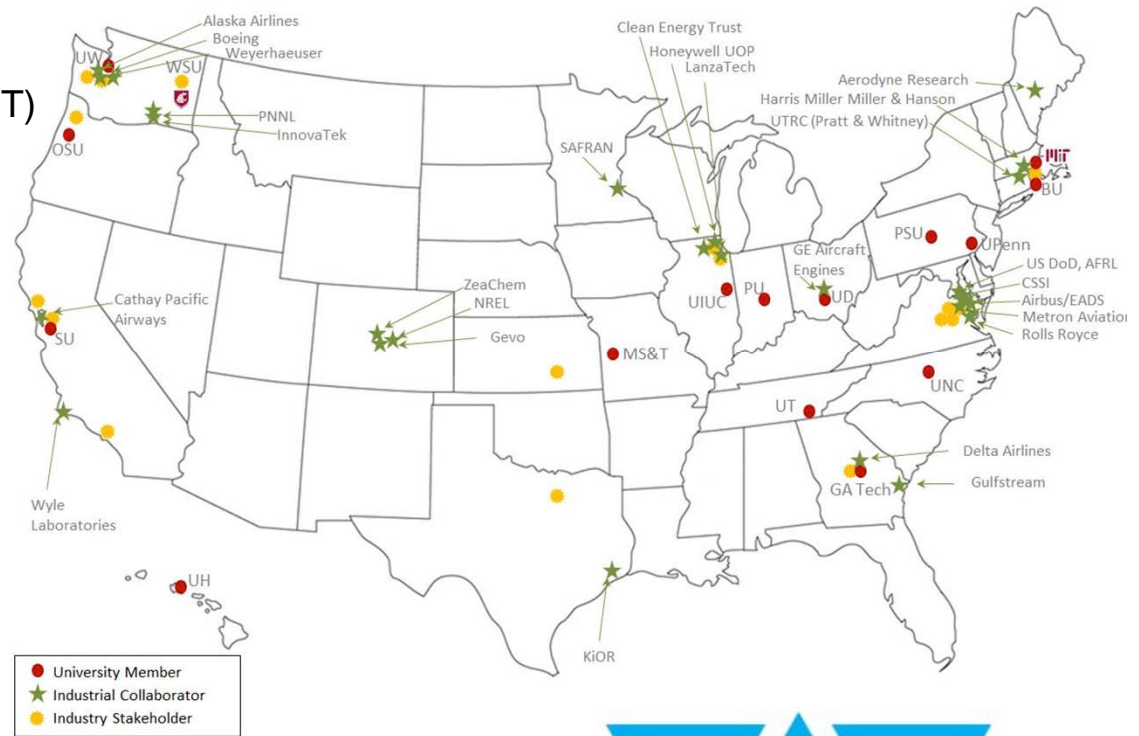 T)
Alaska Airlines
Boeing
Weyerhaeuser
UW
WSU
PNNL
InnovaTek
OSU
Clean Energy Trust
Honeywell UOP
LanzaTech
SAFRAN
Aerodyne Research
Harris Miller Miller & Hanson
UTRC (Pratt & Whitney)
MiT
BU
PSU
UPenn
GE Aircraft
Engines
UIUC
PU
UD
US DoD, AFRL
CSSI
Airbus/EADS
Metron Aviation
Rolls Royce
Cathay Pacific
Airways
SU
ZeaChem
NREL
Gevo
MS&T
UNC
UT
Delta Airlines
GA Tech
Gulfstream
Wyle
Laboratories
UH
KiOR
University Member
Industrial Collaborator
Industry Stakeholder